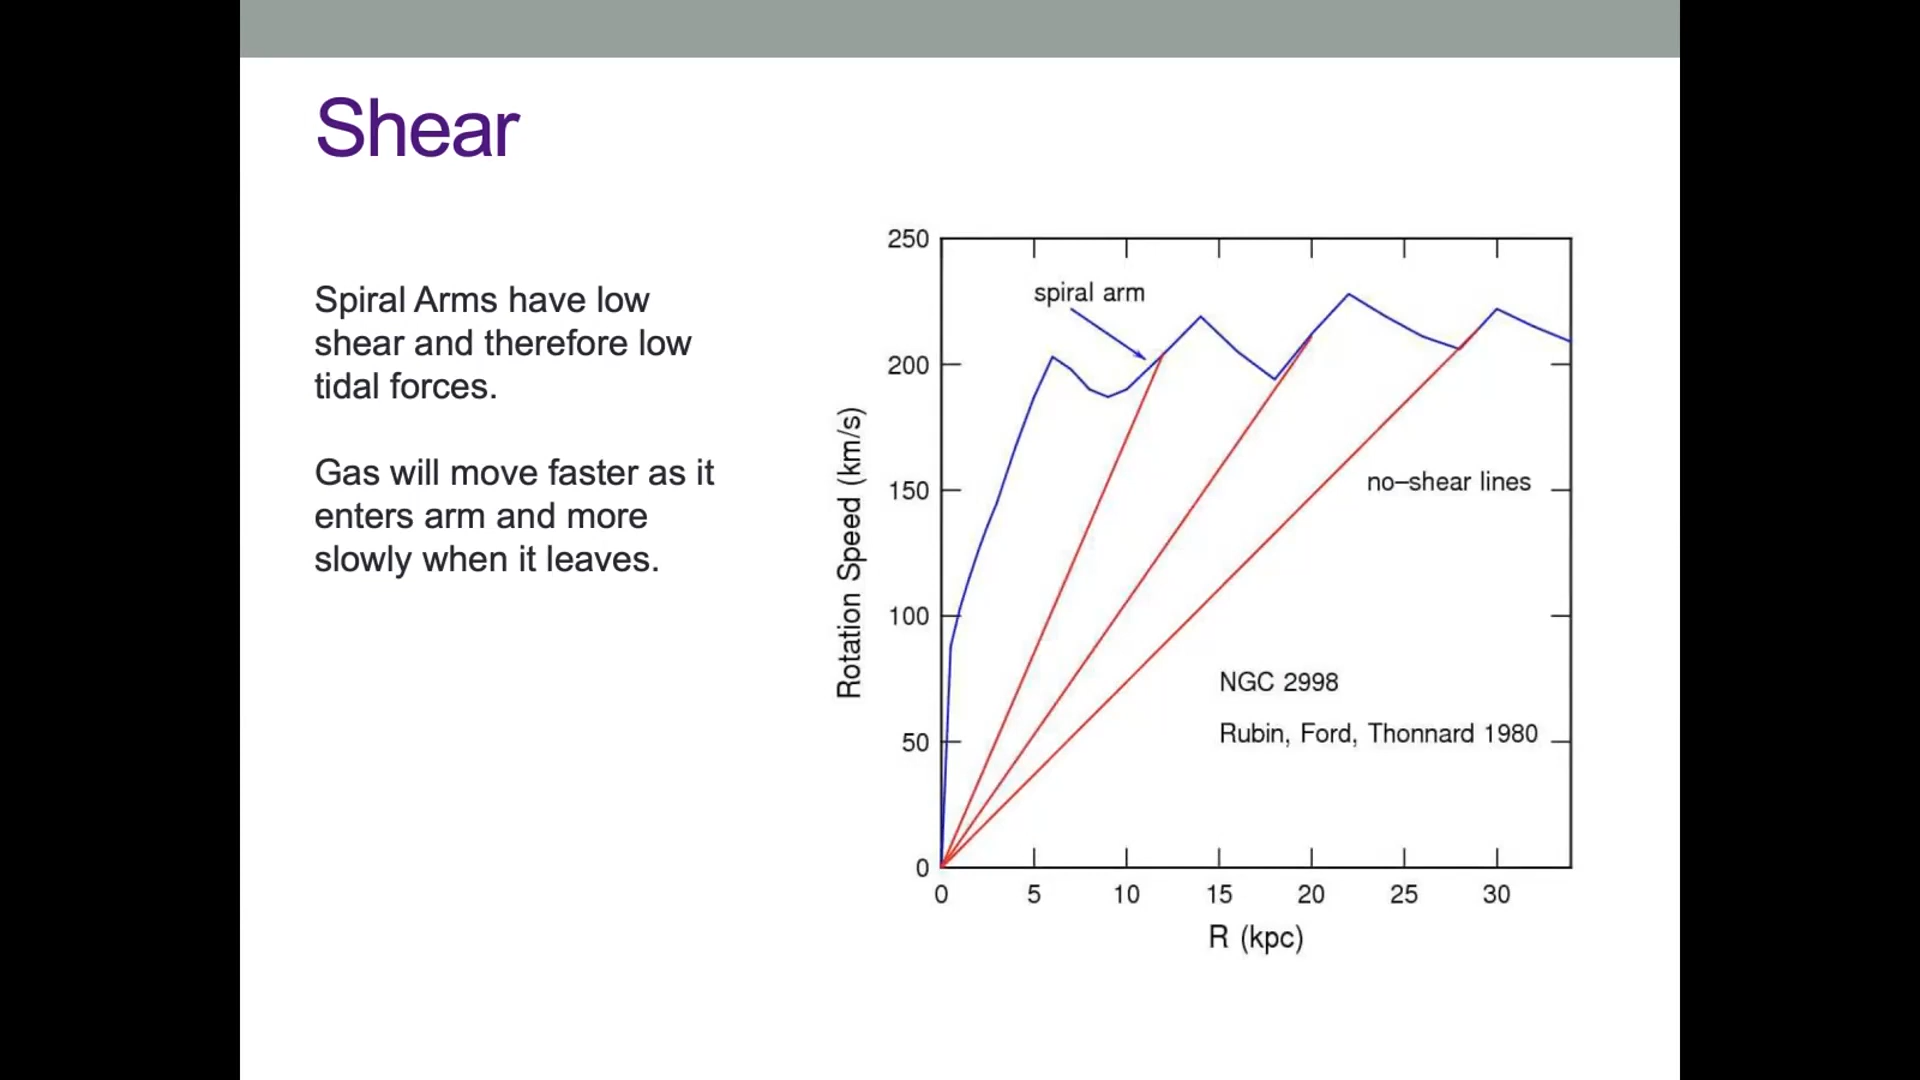 Shear
Spiral Arms have low
shear and therefore low
tidal forces.
Gas will move faster as it
enters arm and more
slowly when it leaves.
250
200
150
100
50
0
Rotation Speed (km/s)
spiral arm
no–shear lines
NGC 2998
Rubin, Ford, Thonnard 1980
0 5 10 15 20 25 30
R (kpc)